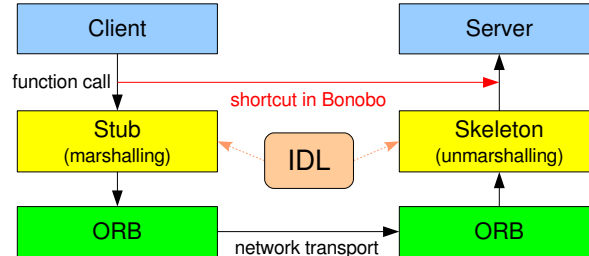 Client
Server
function call
shortcut in Bonobo
Stub
(marshalling)
Skeleton
(unmarshalling)
IDL
ORB
ORB
network transport